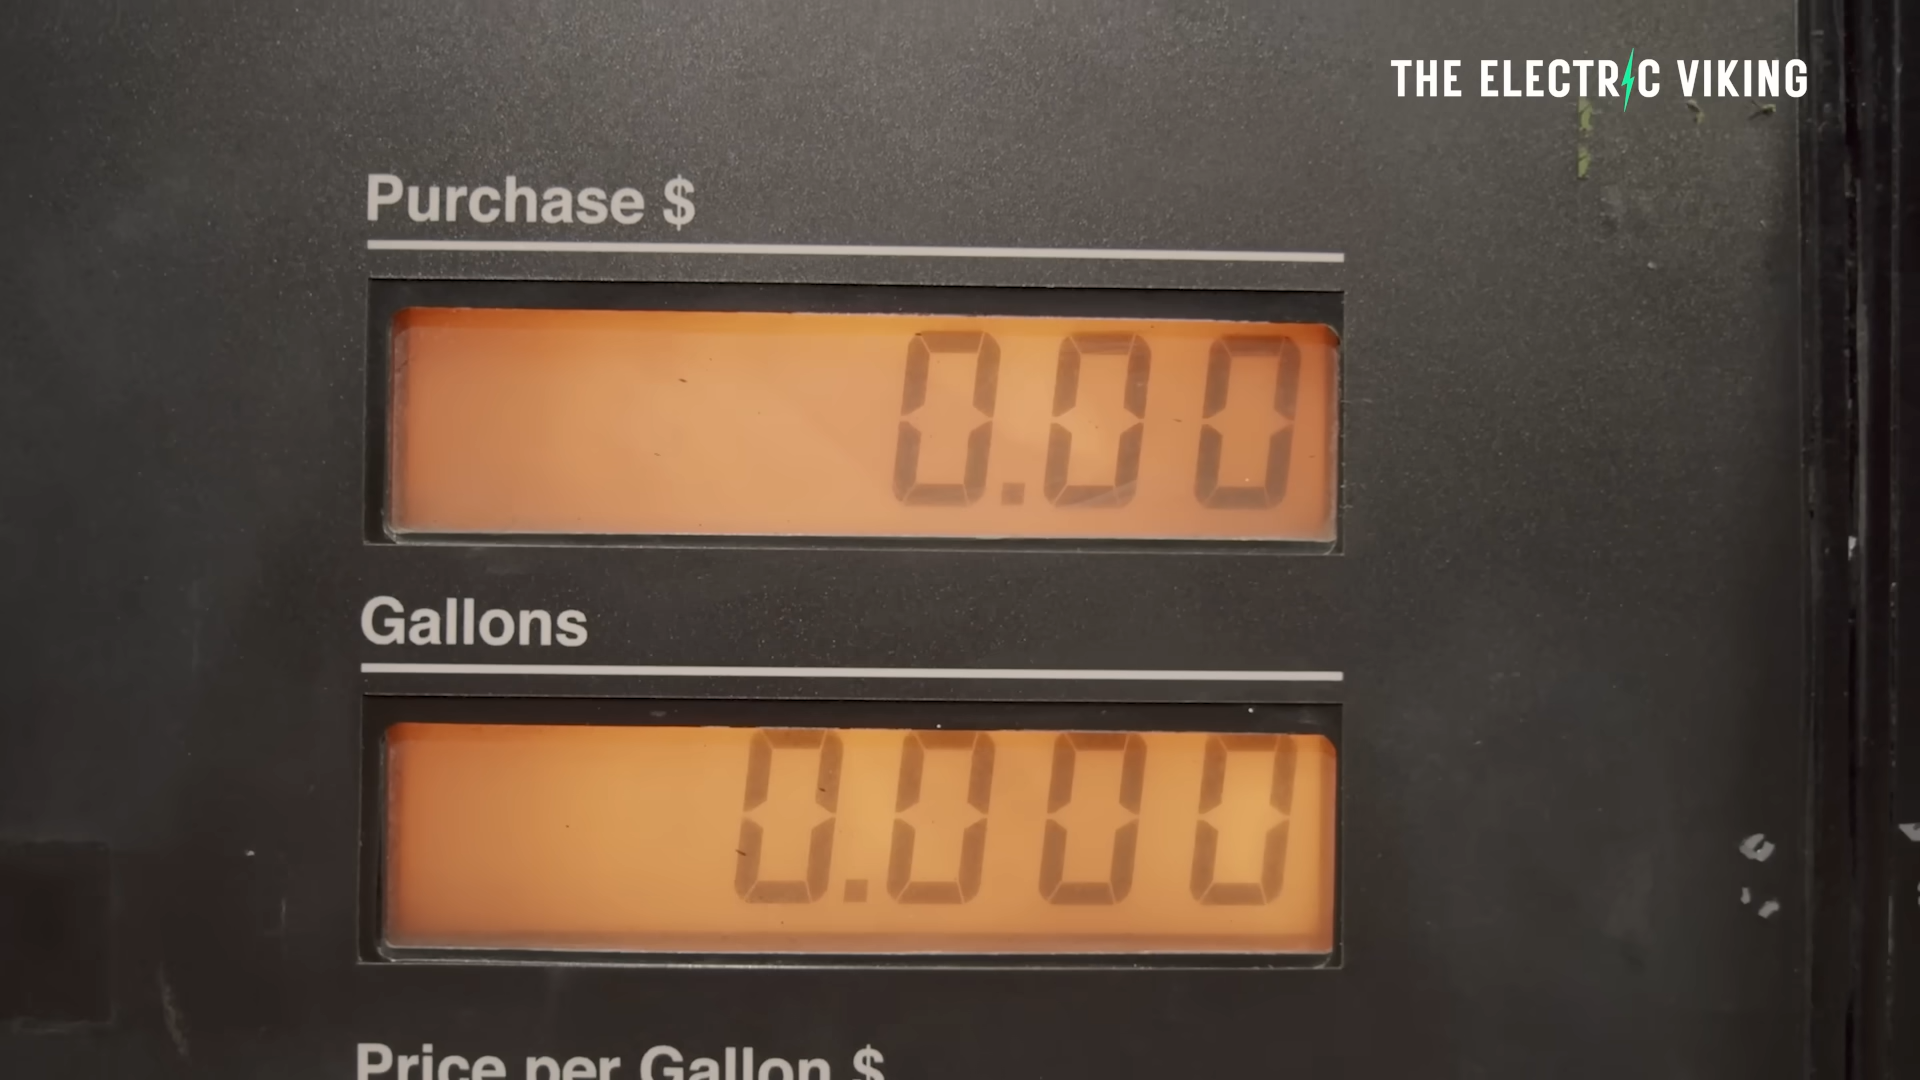 THE ELECTRIC VIKING
Purchase $
0.00
Gallons
0.000
Price per Gallon $